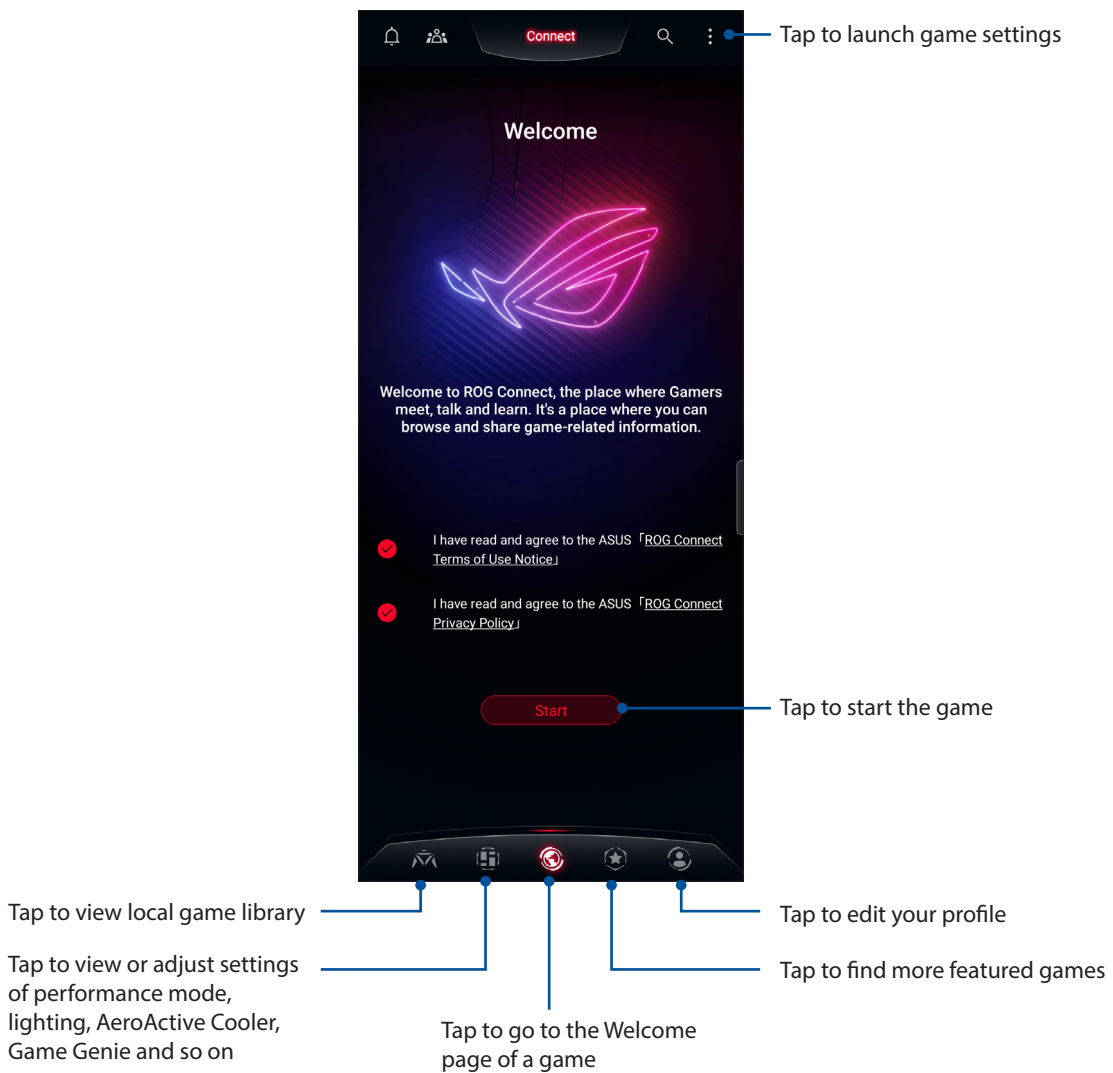 Connect
Tap to launch game settings
Welcome
Welcome to ROG Connect, the place where Gamers
meet, talk and learn. It's a place where you can
browse and share game-related information.
I have read and agree to the ASUS「ROG Connect
Terms of Use Notice」
I have read and agree to the ASUS「ROG Connect
Privacy Policy」
Start
Tap to start the game
Tap to view local game library
Tap to edit your profile
Tap to view or adjust settings
of performance mode,
lighting, AeroActive Cooler,
Game Genie and so on
Tap to find more featured games
Tap to go to the Welcome
page of a game